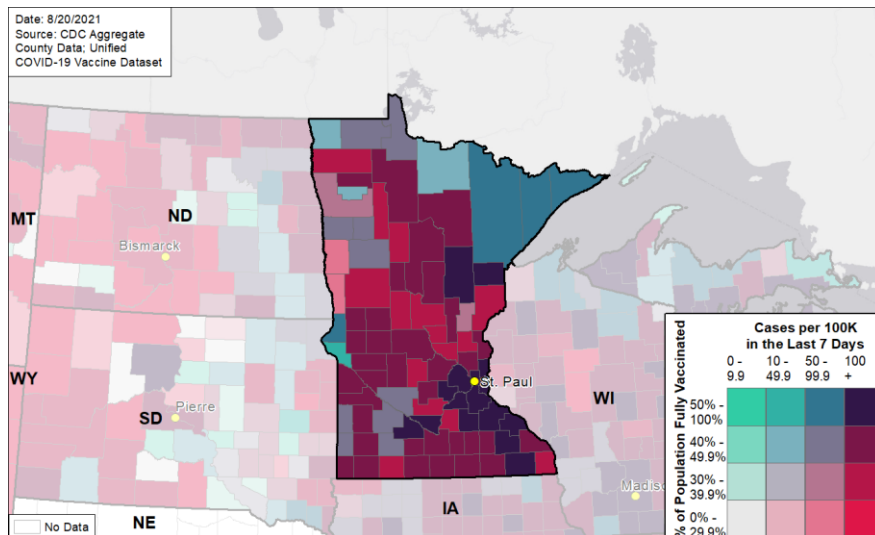 Date: 8/20/2021
Source: CDC Aggregate
County Data; Unified
COVID-19 Vaccine Dataset
MT
ND
Bismarck
WY
SD
Pierre
St. Paul
WI
NE
IA
No Data
Cases per 100K
in the Last 7 Days
0 - 10 - 50 - 100
9.9 49.9 99.9 +
% of Population Fully Vaccinated
50% -
100%
40% -
49.9%
30% -
39.9%
0% -
29.9%